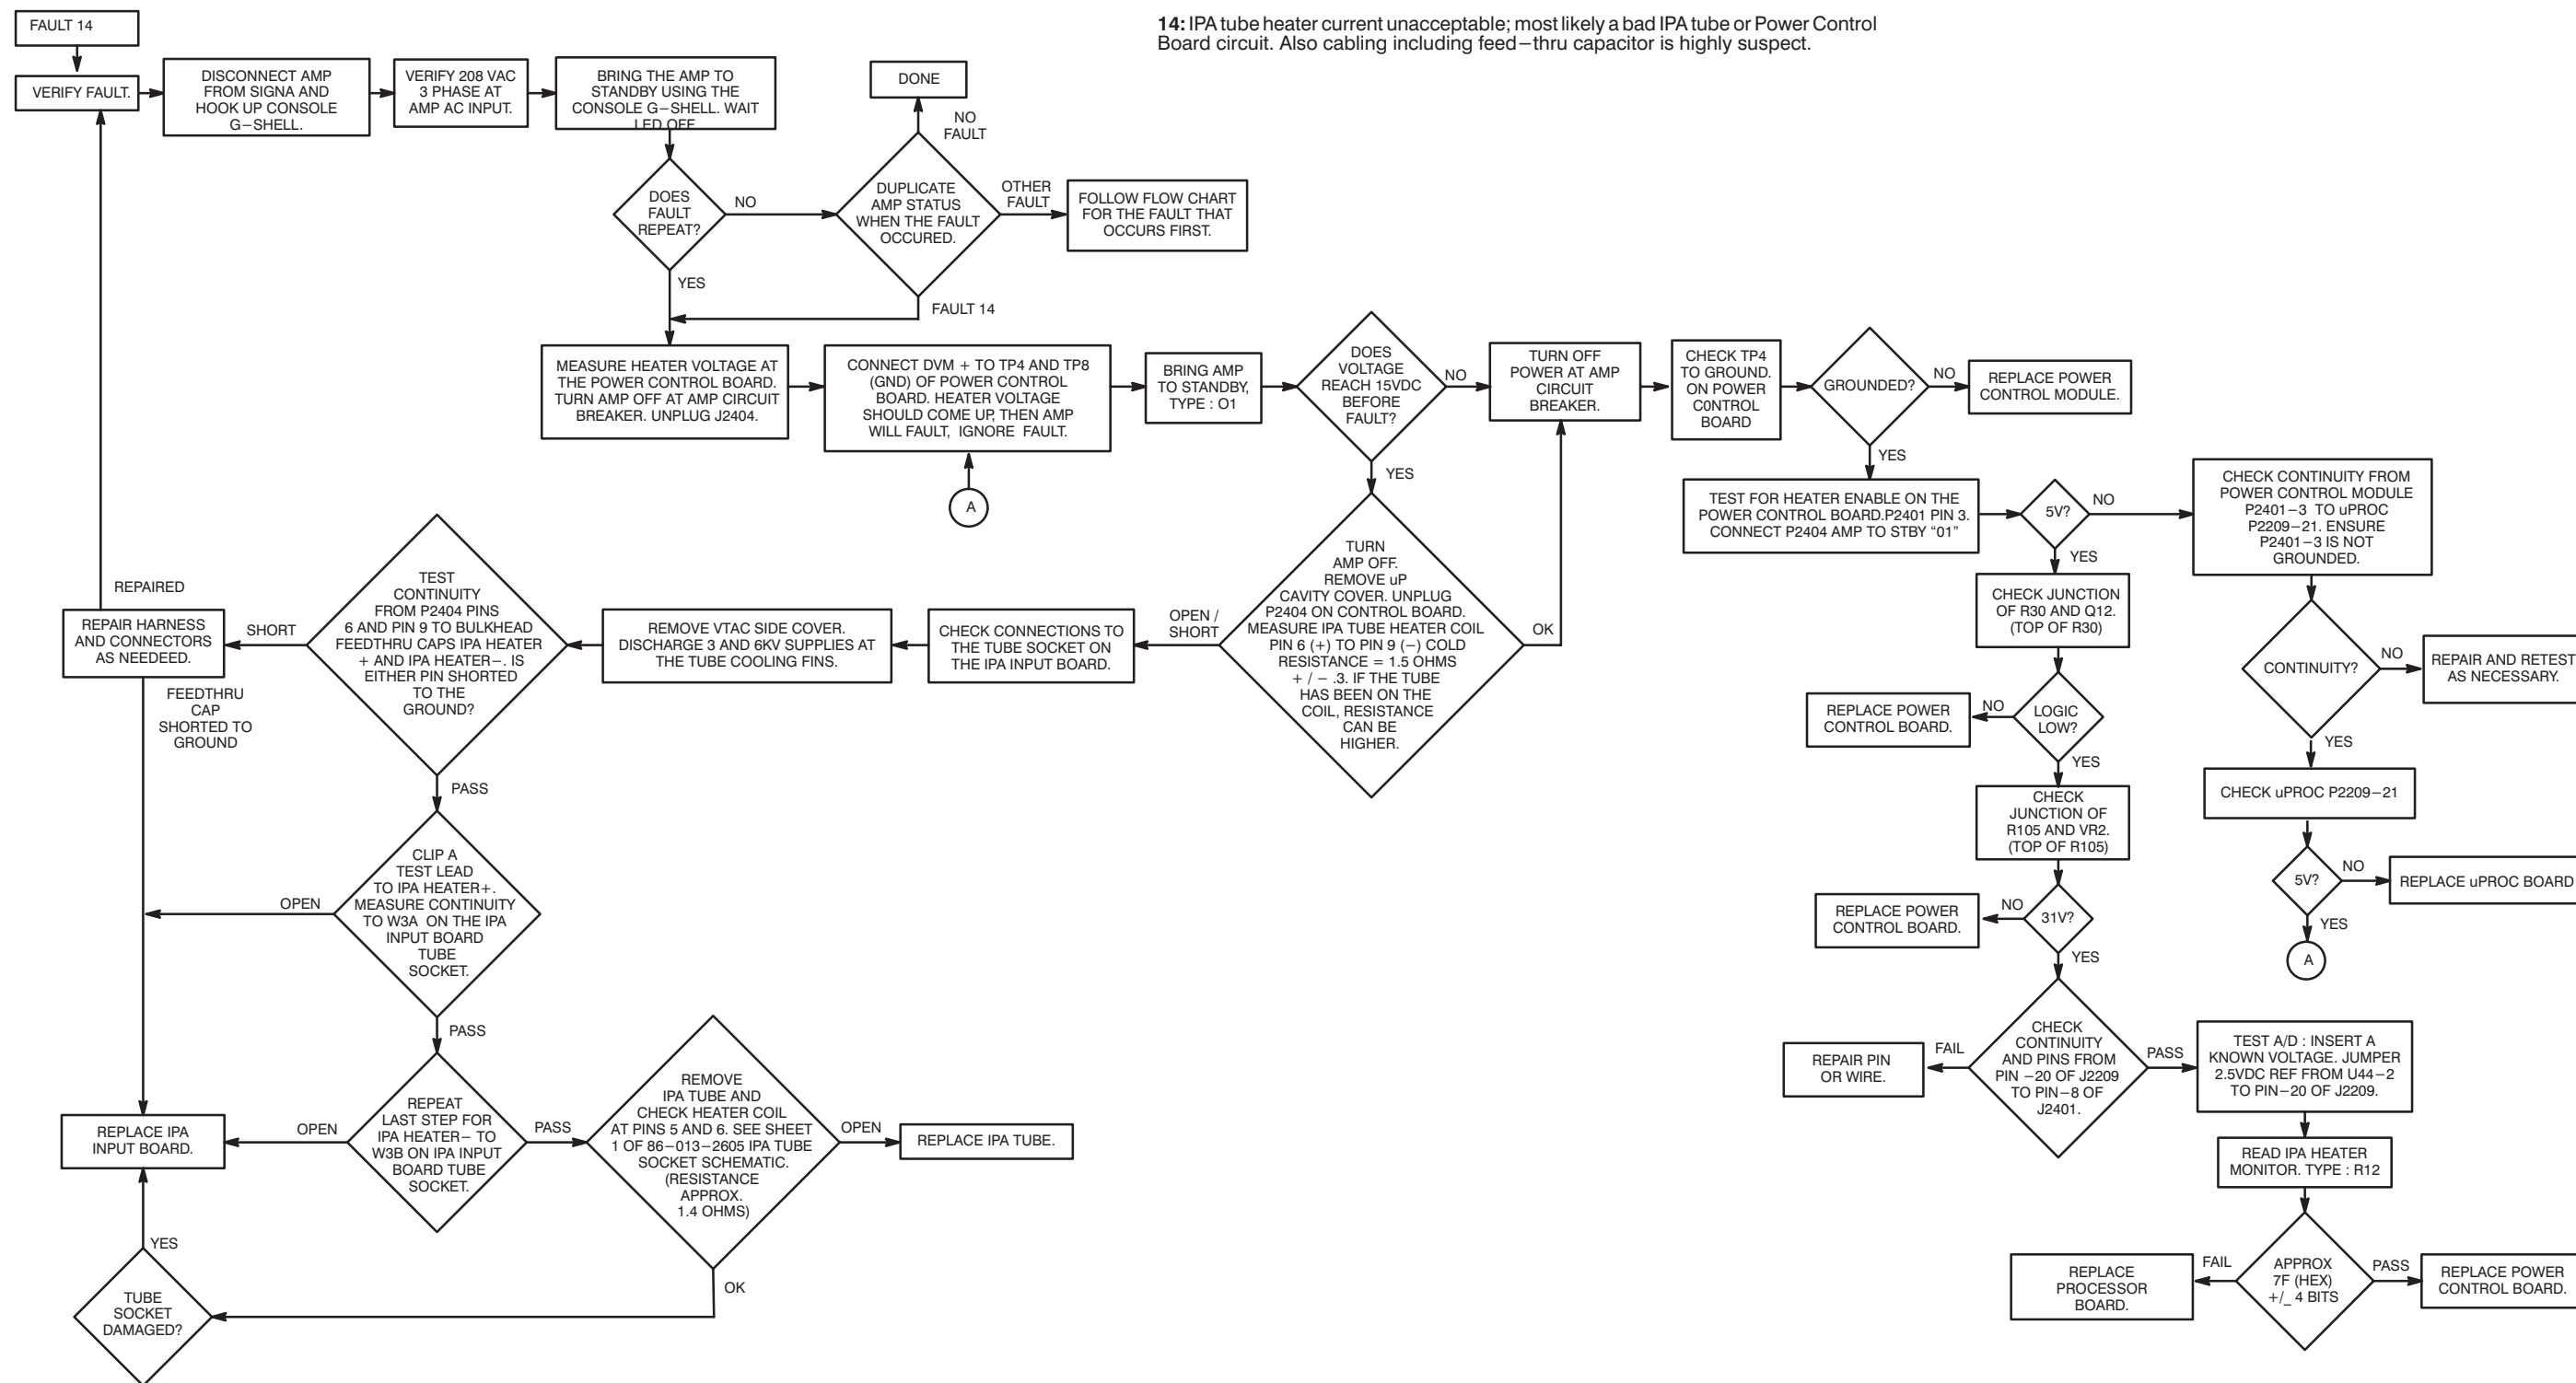 14: IPA tube heater current unacceptable; most likely a bad IPA tube or Power Control
Board circuit. Also cabling including feed−thru capacitor is highly suspect.
FAULT 14
VERIFY FAULT.
DISCONNECT AMP
FROM SIGNA AND
HOOK UP CONSOLE
G−SHELL.
VERIFY 208 VAC
3 PHASE AT
AMP AC INPUT.
BRING THE AMP TO
STANDBY USING THE
CONSOLE G−SHELL. WAIT
LED OFF
DONE
NO
FAULT
DOES
FAULT
REPEAT?
NO
DUPLICATE
AMP STATUS
WHEN THE FAULT
OCCURED.
OTHER
FAULT
FOLLOW FLOW CHART
FOR THE FAULT THAT
OCCURS FIRST.
YES
FAULT 14
MEASURE HEATER VOLTAGE AT
THE POWER CONTROL BOARD.
TURN AMP OFF AT AMP CIRCUIT
BREAKER. UNPLUG J2404.
CONNECT DVM + TO TP4 AND TP8
(GND) OF POWER CONTROL
BOARD. HEATER VOLTAGE
SHOULD COME UP, THEN AMP
WILL FAULT, IGNORE FAULT.
A
BRING AMP
TO STANDBY,
TYPE : O1
DOES
VOLTAGE
REACH 15VDC
BEFORE
FAULT?
NO
TURN OFF
POWER AT AMP
CIRCUIT
BREAKER.
CHECK TP4
TO GROUND.
ON POWER
C0NTROL
BOARD
GROUNDED?
NO
REPLACE POWER
CONTROL MODULE.
YES
YES
TEST FOR HEATER ENABLE ON THE
POWER CONTROL BOARD.P2401 PIN 3.
CONNECT P2404 AMP TO STBY “01”
5V?
NO
CHECK CONTINUITY FROM
POWER CONTROL MODULE
P2401−3 TO uPROC
P2209−21. ENSURE
P2401−3 IS NOT
GROUNDED.
YES
CHECK JUNCTION
OF R30 AND Q12.
(TOP OF R30)
CONTINUITY?
NO
REPAIR AND RETEST
AS NECESSARY.
YES
CHECK uPROC P2209−21
5V?
NO
REPLACE uPROC BOARD
YES
A
LOGIC
LOW?
NO
REPLACE POWER
CONTROL BOARD.
YES
CHECK
JUNCTION OF
R105 AND VR2.
(TOP OF R105)
31V?
NO
REPLACE POWER
CONTROL BOARD.
YES
CHECK
CONTINUITY
AND PINS FROM
PIN −20 OF J2209
TO PIN−8 OF
J2401.
FAIL
REPAIR PIN
OR WIRE.
PASS
TEST A/D : INSERT A
KNOWN VOLTAGE. JUMPER
2.5VDC REF FROM U44−2
TO PIN−20 OF J2209.
READ IPA HEATER
MONITOR. TYPE : R12
APPROX
7F (HEX)
+/_ 4 BITS
FAIL
REPLACE
PROCESSOR
BOARD.
PASS
REPLACE POWER
CONTROL BOARD.
TURN
AMP OFF.
REMOVE uP
CAVITY COVER. UNPLUG
P2404 ON CONTROL BOARD.
MEASURE IPA TUBE HEATER COIL
PIN 6 (+) TO PIN 9 (−) COLD
RESISTANCE = 1.5 OHMS
+ / − .3. IF THE TUBE
HAS BEEN ON THE
COIL, RESISTANCE
CAN BE
HIGHER.
OK
OPEN /
SHORT
CHECK CONNECTIONS TO
THE TUBE SOCKET ON
THE IPA INPUT BOARD.
REMOVE VTAC SIDE COVER.
DISCHARGE 3 AND 6KV SUPPLIES AT
THE TUBE COOLING FINS.
TEST
CONTINUITY
FROM P2404 PINS
6 AND PIN 9 TO BULKHEAD
FEEDTHRU CAPS IPA HEATER
+ AND IPA HEATER−. IS
EITHER PIN SHORTED
TO THE
GROUND?
SHORT
REPAIR HARNESS
AND CONNECTORS
AS NEEDEED.
REPAIRED
FEEDTHRU
CAP
SHORTED TO
GROUND
PASS
CLIP A
TEST LEAD
TO IPA HEATER+.
MEASURE CONTINUITY
TO W3A ON THE IPA
INPUT BOARD
TUBE
SOCKET.
OPEN
PASS
REPEAT
LAST STEP FOR
IPA HEATER− TO
W3B ON IPA INPUT
BOARD TUBE
SOCKET.
OPEN
REPLACE IPA
INPUT BOARD.
PASS
REMOVE
IPA TUBE AND
CHECK HEATER COIL
AT PINS 5 AND 6. SEE SHEET
1 OF 86−013−2605 IPA TUBE
SOCKET SCHEMATIC.
(RESISTANCE
APPROX.
1.4 OHMS)
OPEN
REPLACE IPA TUBE.
OK
YES
TUBE
SOCKET
DAMAGED?